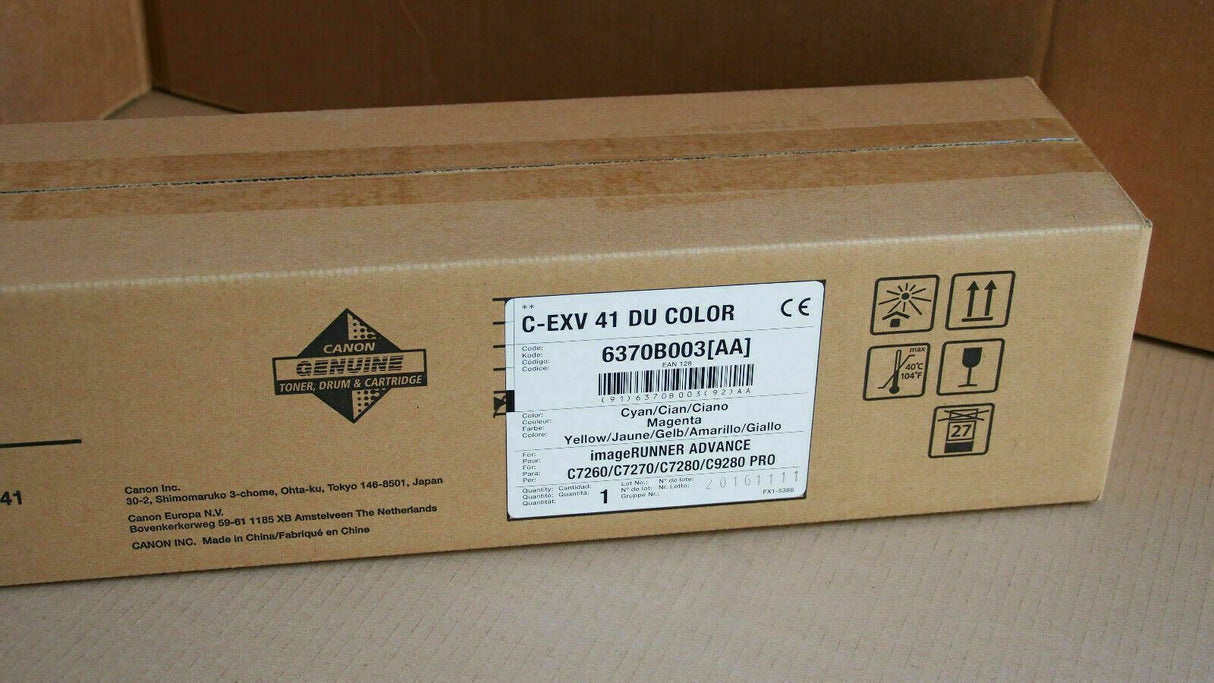 CANON
GENUINE
TONER, DRUM & CARTRIDGE
41
Canon Inc.
30-2, Shimomaruko 3-chome, Ohta-ku, Tokyo 146-8501, Japan
Canon Europa N.V.
Bovenkerkerweg 59-61 1185 XB Amstelveen The Netherlands
CANON INC. Made in China/Fabriqué en Chine
**
C-EXV 41 DU COLOR CE
Code:
Kode:
Código:
Codice:
6370B003[AA]
EAN 128
(91)6370B003(92)AA
Color:
Couleur:
Farbe:
Colore:
Cyan/Cian/Ciano
Magenta
Yellow/Jaune/Gelb/Amarillo/Giallo
For:
Pour:
Für:
Para:
Per:
imageRUNNER ADVANCE
C7260/C7270/C7280/C9280 PRO
Quantity: Cantidad:
Quantité: Quantità:
Quantität:
1
Lot No.: N° de lote:
N° de lot: Nr. Lotto:
Gruppe Nr.:
20161111
FX1-5388
max
40°C
104°F
27